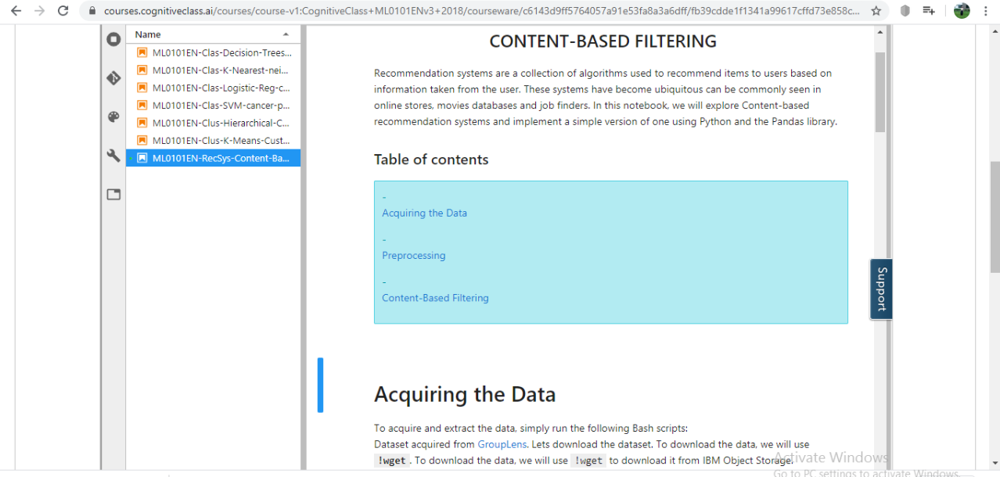 courses.cognitiveclass.ai/courses/course-v1:CognitiveClass+ML0101ENv3+2018/courseware/c6143d9ff5764057a91e53fa8a3a6dff/fb39cdde1f1341a99617cffd73e858c...
Name
ML0101EN-Clas-Decision-Trees...
ML0101EN-Clas-K-Nearest-nei...
ML0101EN-Clas-Logistic-Reg-c...
ML0101EN-Clas-SVM-cancer-p...
ML0101EN-Clus-Hierarchical-C...
ML0101EN-Clus-K-Means-Cust...
ML0101EN-RecSys-Content-Ba...
CONTENT-BASED FILTERING
Recommendation systems are a collection of algorithms used to recommend items to users based on
information taken from the user. These systems have become ubiquitous can be commonly seen in
online stores, movies databases and job finders. In this notebook, we will explore Content-based
recommendation systems and implement a simple version of one using Python and the Pandas library.
Table of contents
-
Acquiring the Data
-
Preprocessing
-
Content-Based Filtering
Support
Acquiring the Data
To acquire and extract the data, simply run the following Bash scripts:
Dataset acquired from GroupLens. Lets download the dataset. To download the data, we will use
!wget . To download the data, we will use !wget to download it from IBM Object Storage.
Activate Windows
Go to PC settings to activate Windows.